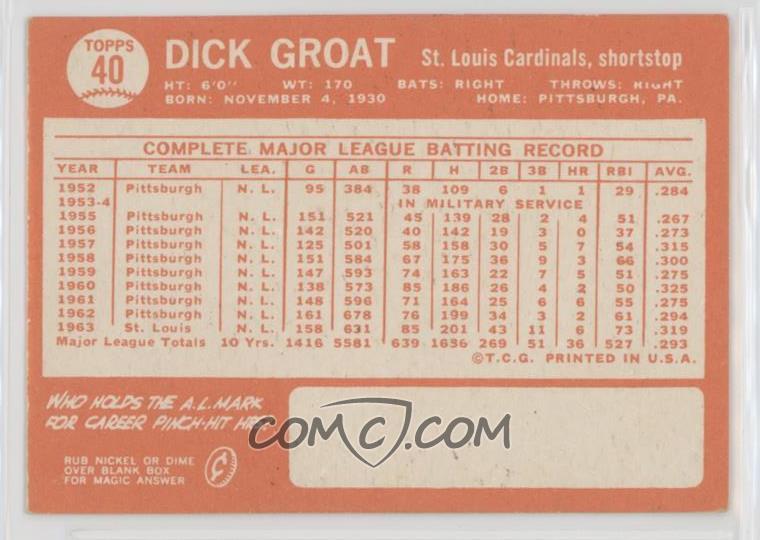 TOPPS
40
DICK GROAT St. Louis Cardinals, shortstop
HT: 6'0" WT: 170 BATS: RIGHT THROWS: RIGHT
BORN: NOVEMBER 4, 1930 HOME: PITTSBURGH, PA.
COMPLETE MAJOR LEAGUE BATTING RECORD
YEAR TEAM LEA. G AB R H 2B 3B HR RBI AVG.
1952 Pittsburgh N. L. 95 384 38 109 6 1 1 29 .284
1953-4 IN MILITARY SERVICE
1955 Pittsburgh N. L. 151 521 45 139 28 2 4 51 .267
1956 Pittsburgh N. L. 142 520 40 142 19 3 0 37 .273
1957 Pittsburgh N. L. 125 501 58 158 30 5 7 54 .315
1958 Pittsburgh N. L. 151 584 67 175 36 9 3 66 .300
1959 Pittsburgh N. L. 147 593 74 163 22 7 5 51 .275
1960 Pittsburgh N. L. 138 573 85 186 26 4 2 50 .325
1961 Pittsburgh N. L. 148 596 71 164 25 6 6 55 .275
1962 Pittsburgh N. L. 161 678 76 199 34 3 2 61 .294
1963 St. Louis N. L. 158 631 85 201 43 11 6 73 .319
Major League Totals 10 Yrs. 1416 5581 639 1636 269 51 36 527 .293
©T.C.G. PRINTED IN U.S.A.
WHO HOLDS THE A.L. MARK
FOR CAREER PINCH-HIT HITS?
RUB NICKEL OR DIME
OVER BLANK BOX
FOR MAGIC ANSWER
COMC.COM